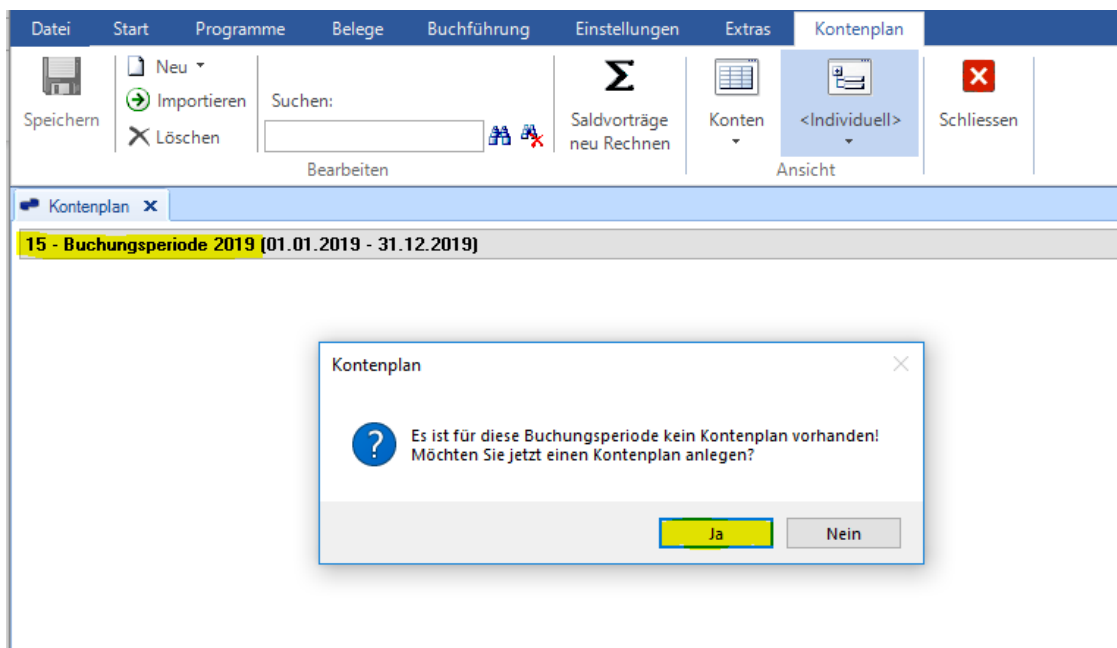 Datei Start Programme Belege Buchführung Einstellungen Extras Kontenplan
Speichern
Neu
Importieren
Löschen
Suchen:
Bearbeiten
Σ
Saldvorträge
neu Rechnen
Konten
<Individuell>
Ansicht
Schliessen
Kontenplan
15 - Buchungsperiode 2019 (01.01.2019 - 31.12.2019)
Kontenplan
Es ist für diese Buchungsperiode kein Kontenplan vorhanden!
Möchten Sie jetzt einen Kontenplan anlegen?
Ja Nein